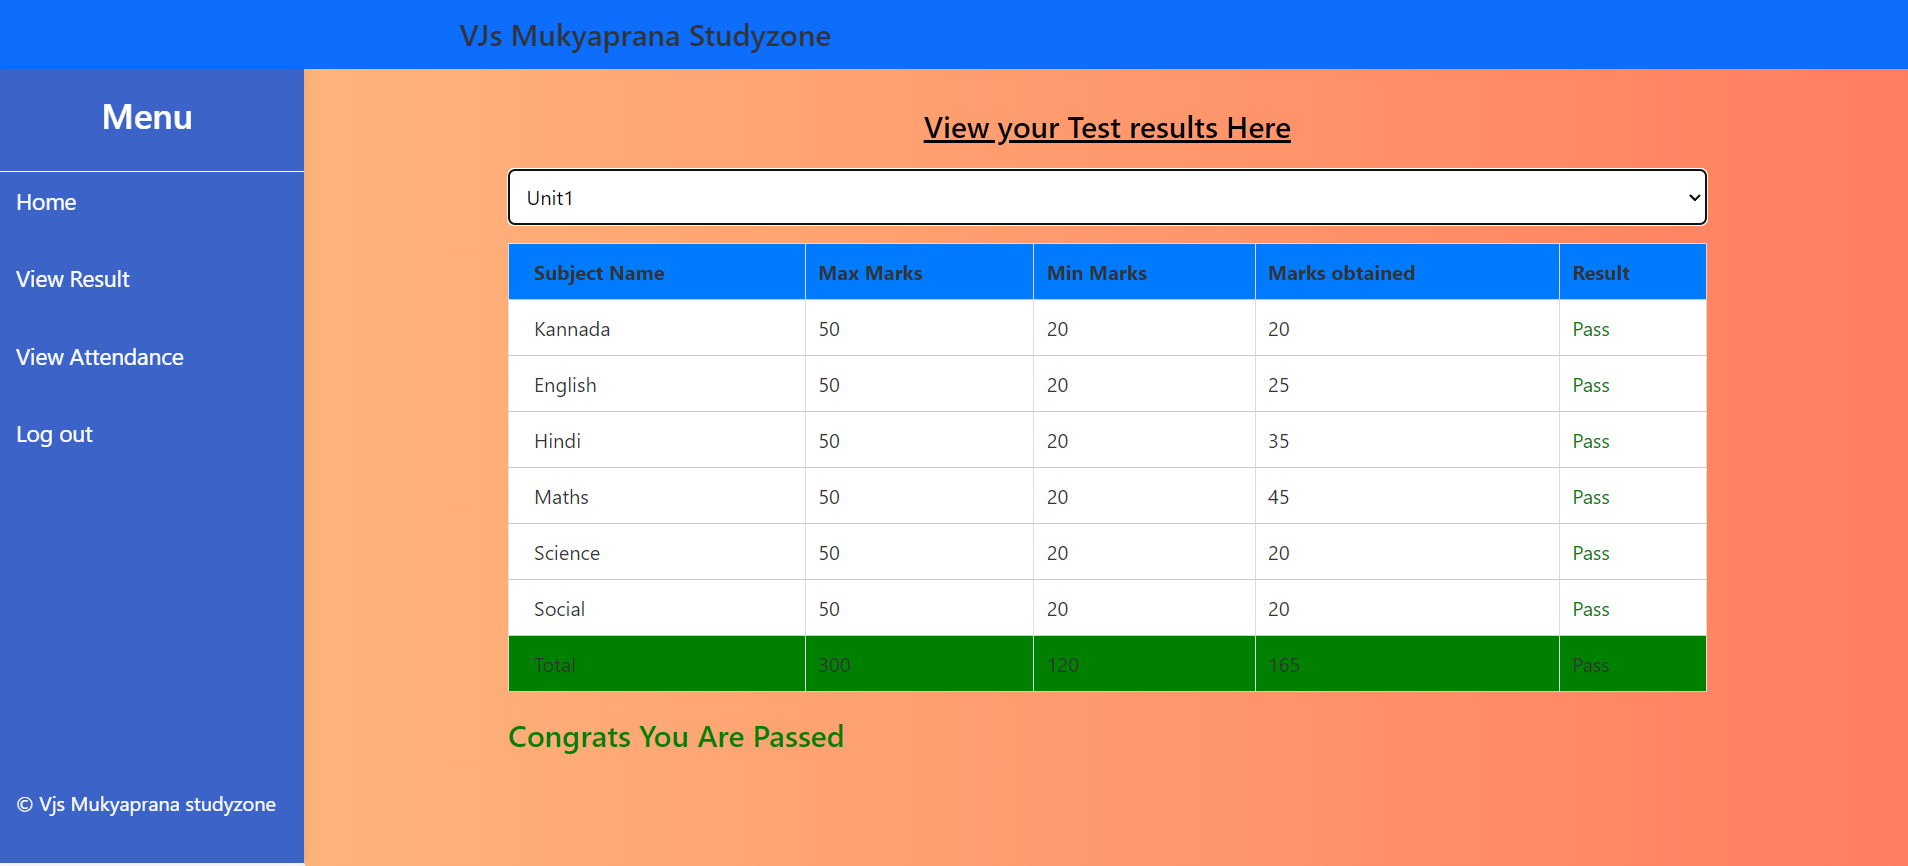 VJs Mukyaprana Studyzone
Menu
Home
View Result
View Attendance
Log out
© Vjs Mukyaprana studyzone
View your Test results Here
Unit1
Subject Name Max Marks Min Marks Marks obtained Result
Kannada 50 20 20 Pass
English 50 20 25 Pass
Hindi 50 20 35 Pass
Maths 50 20 45 Pass
Science 50 20 20 Pass
Social 50 20 20 Pass
Total 300 120 165 Pass
Congrats You Are Passed